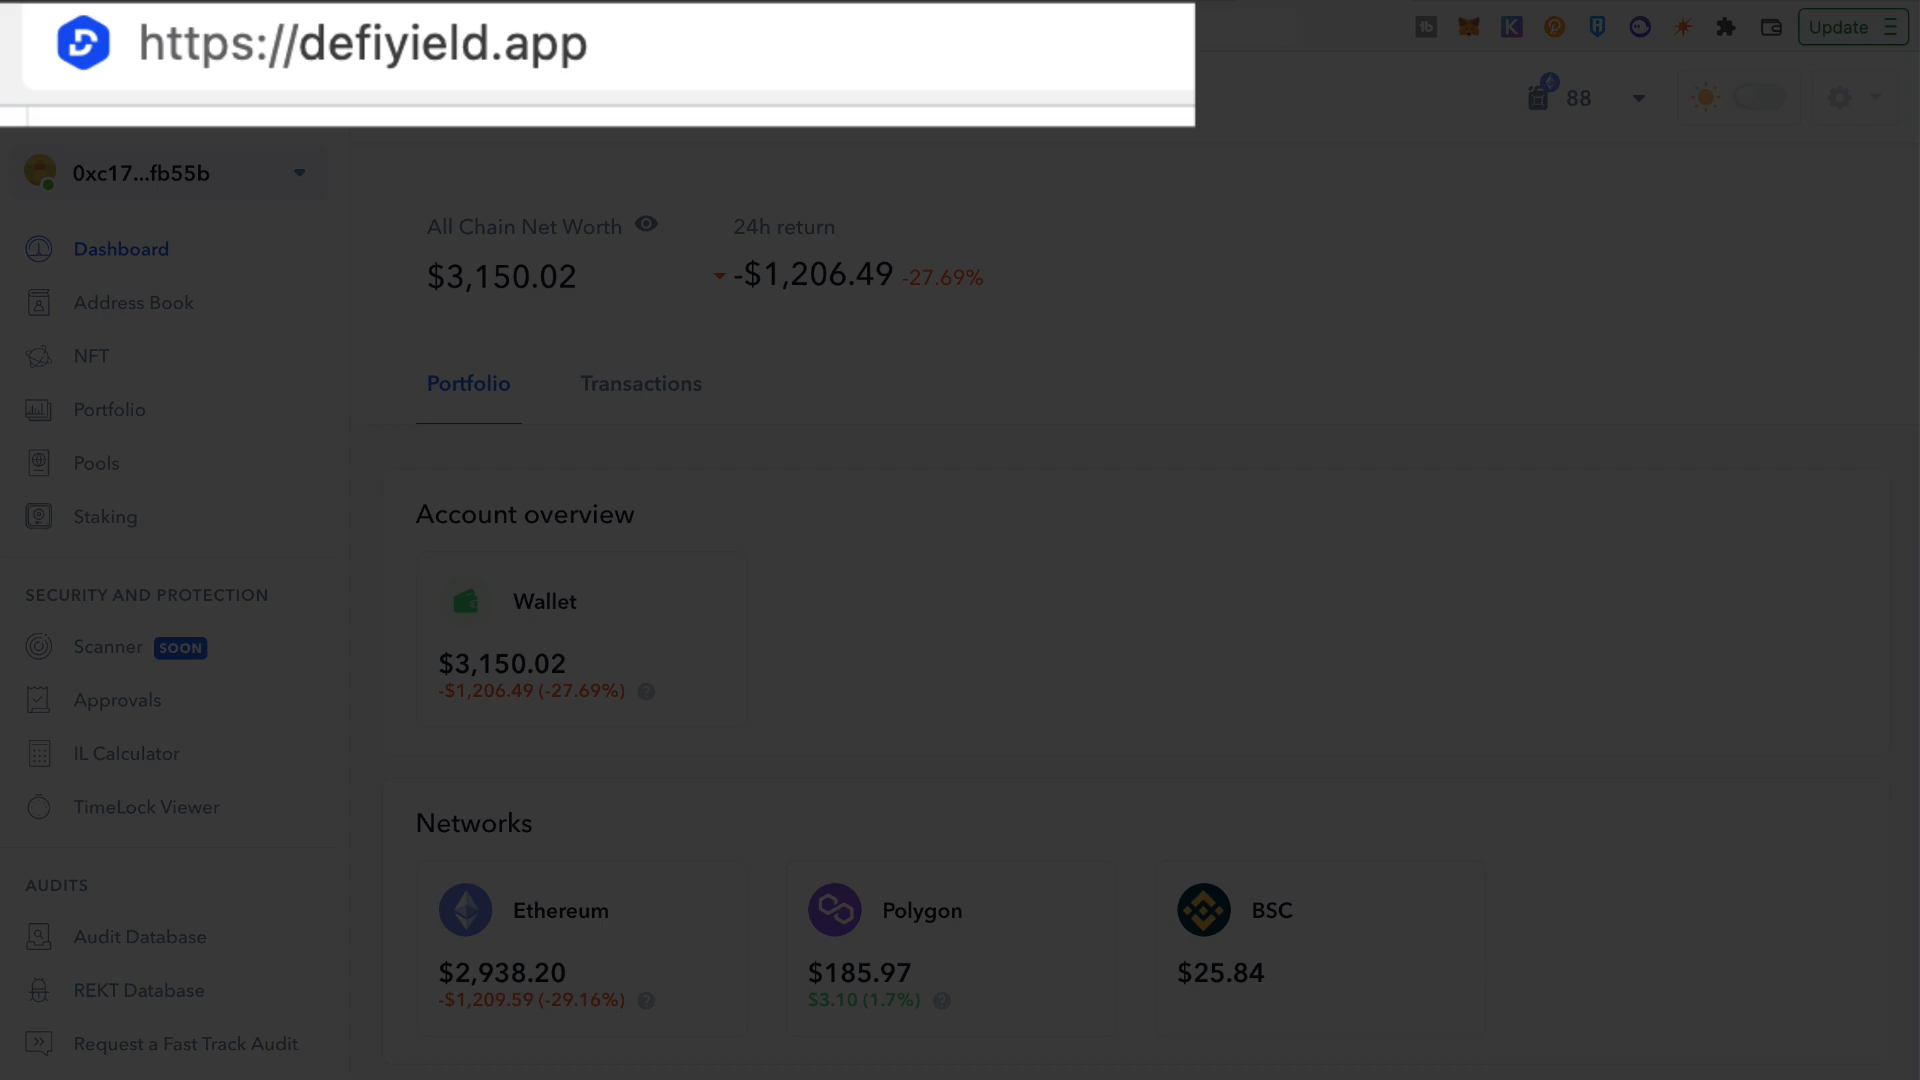 https://defiyield.app
Update
88
0xc17...fb55b
Dashboard
Address Book
NFT
Portfolio
Pools
Staking
SECURITY AND PROTECTION
Scanner SOON
Approvals
IL Calculator
TimeLock Viewer
AUDITS
Audit Database
REKT Database
Request a Fast Track Audit
All Chain Net Worth
$3,150.02
24h return
-$1,206.49 -27.69%
Portfolio Transactions
Account overview
Wallet
$3,150.02
-$1,206.49 (-27.69%) ?
Networks
Ethereum
$2,938.20
-$1,209.59 (-29.16%) ?
Polygon
$185.97
$3.10 (1.7%) ?
BSC
$25.84